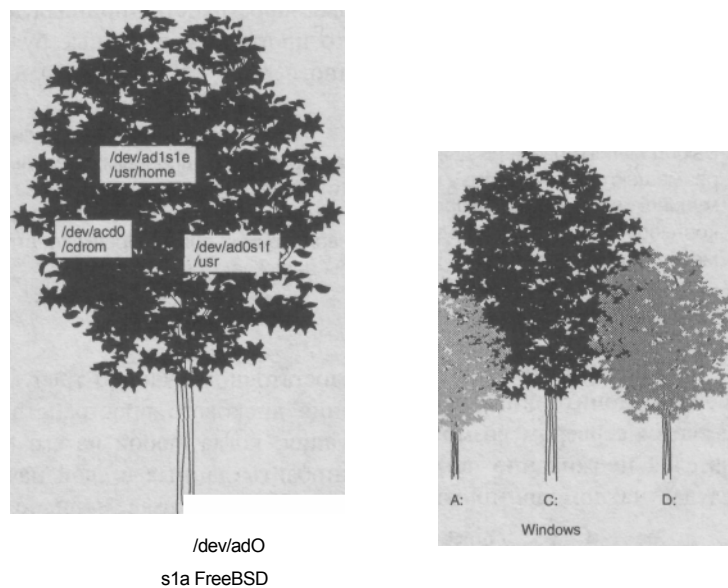 /dev/ad1s1e
/usr/home
/dev/acd0
/cdrom
/dev/ad0s1f
/usr
/dev/adO
s1a FreeBSD
A:
C:
D:
Windows